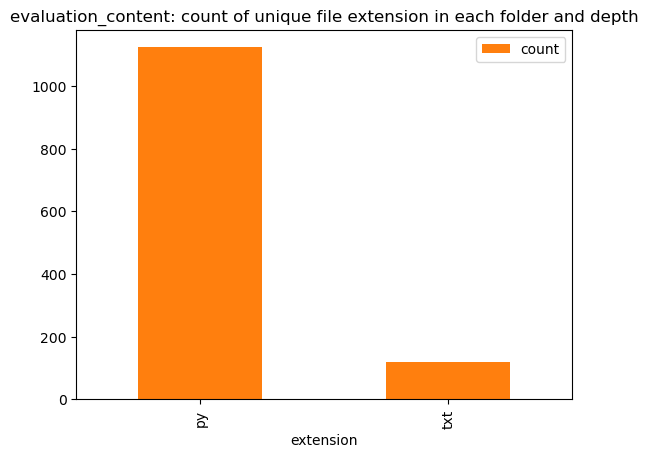 evaluation_content: count of unique file extension in each folder and depth
count
1000
800
600
400
200
0
py
txt
extension